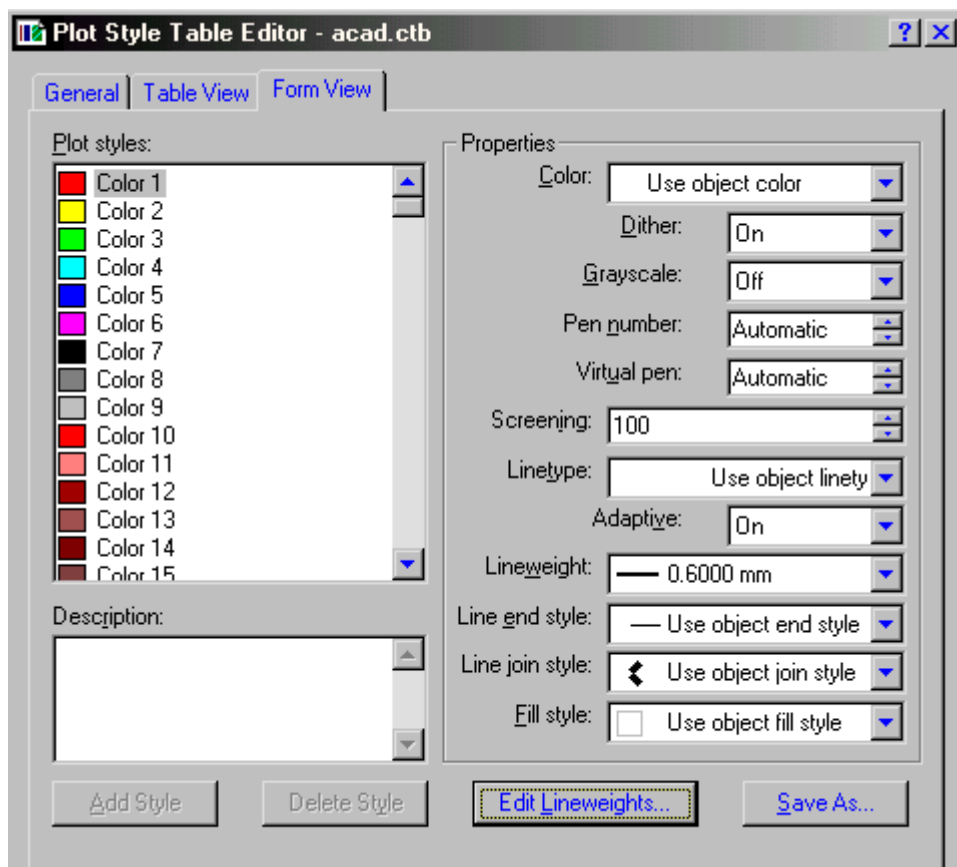 Plot Style Table Editor - acad.ctb
General
Table View
Form View
Plot styles:
Color 1
Color 2
Color 3
Color 4
Color 5
Color 6
Color 7
Color 8
Color 9
Color 10
Color 11
Color 12
Color 13
Color 14
Color 15
Description:
Add Style
Delete Style
Properties
Color: Use object color
Dither: On
Grayscale: Off
Pen number: Automatic
Virtual pen: Automatic
Screening: 100
Linetype: Use object linety
Adaptive: On
Lineweight: 0.6000 mm
Line end style: Use object end style
Line join style: Use object join style
Fill style: Use object fill style
Edit Lineweights...
Save As...